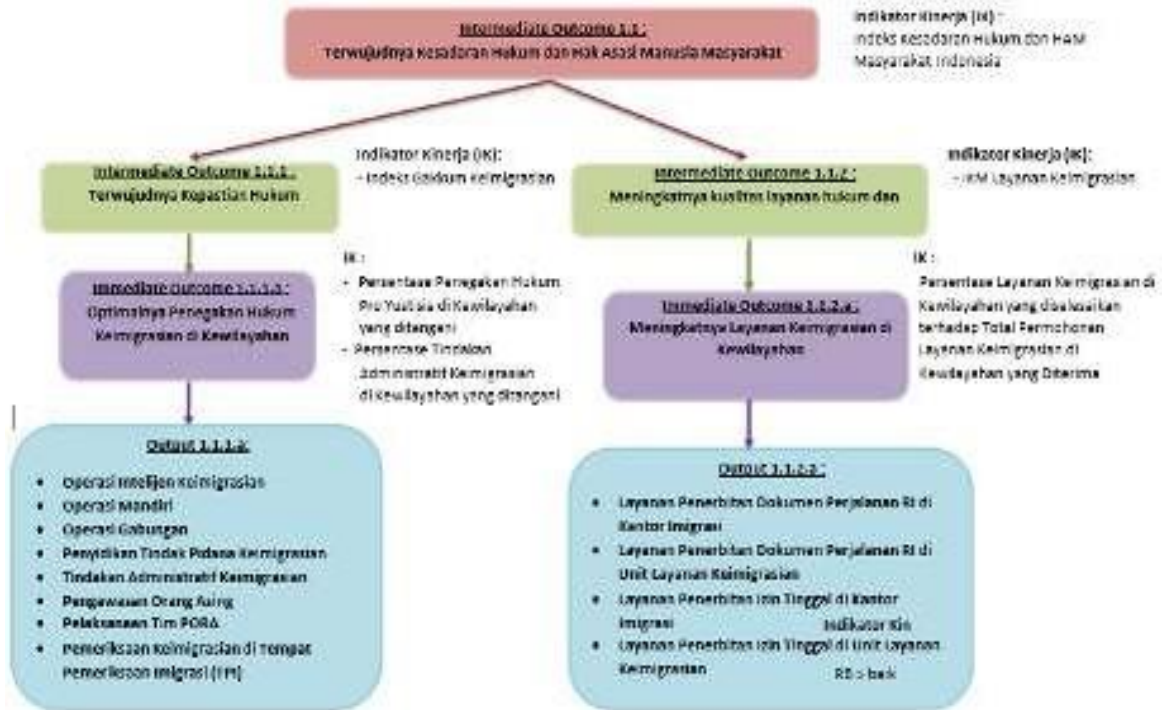 Intermediate Outcome 1.1 :
Terwujudnya Kesadaran Hukum dan Hak Asasi Manusia Masyarakat
Indikator Kinerja (IK) :
Indeks Kesadaran Hukum dan HAM
Masyarakat Indonesia
Intermediate Outcome 1.1.1 :
Terwujudnya Kepastian Hukum
Indikator Kinerja (IK):
- Indeks Gakkum Keimigrasian
Intermediate Outcome 1.1.2 :
Meningkatnya kualitas layanan hukum dan
Indikator Kinerja (IK):
- IKM Layanan Keimigrasian
Immediate Outcome 1.1.1.a :
Optimalnya Penegakan Hukum
Keimigrasian di Kewilayahan
IK :
- Persentase Penegakan Hukum
Pro Yustisia di Kewilayahan
yang ditangani
- Persentase Tindakan
Administratif Keimigrasian
di kewilayahan yang ditangani
Immediate Outcome 1.1.2.a :
Meningkatnya Layanan Keimigrasian di
Kewilayahan
IK :
Persentase Layanan Keimigrasian di
Kewilayahan yang diselesaikan
terhadap Total Permohonan
Layanan Keimigrasian di
Kewilayahan yang Diterima
Output 1.1.1.a:
• Operasi Intelijen Keimigrasian
• Operasi Mandiri
• Operasi Gabungan
• Penyidikan Tindak Pidana Keimigrasian
• Tindakan Administratif Keimigrasian
• Pengawasan Orang Asing
• Pelaksanaan Tim PORA
• Pemeriksaan Keimigrasian di Tempat
Pemeriksaan Imigrasi (TPI)
Output 1.1.2.a :
• Layanan Penerbitan Dokumen Perjalanan RI di
Kantor Imigrasi
• Layanan Penerbitan Dokumen Perjalanan RI di
Unit Layanan Keimigrasian
• Layanan Penerbitan Izin Tinggal di Kantor
Imigrasi Indikator Kin
• Layanan Penerbitan Izin Tinggal di Unit Layanan
Keimigrasian
baik